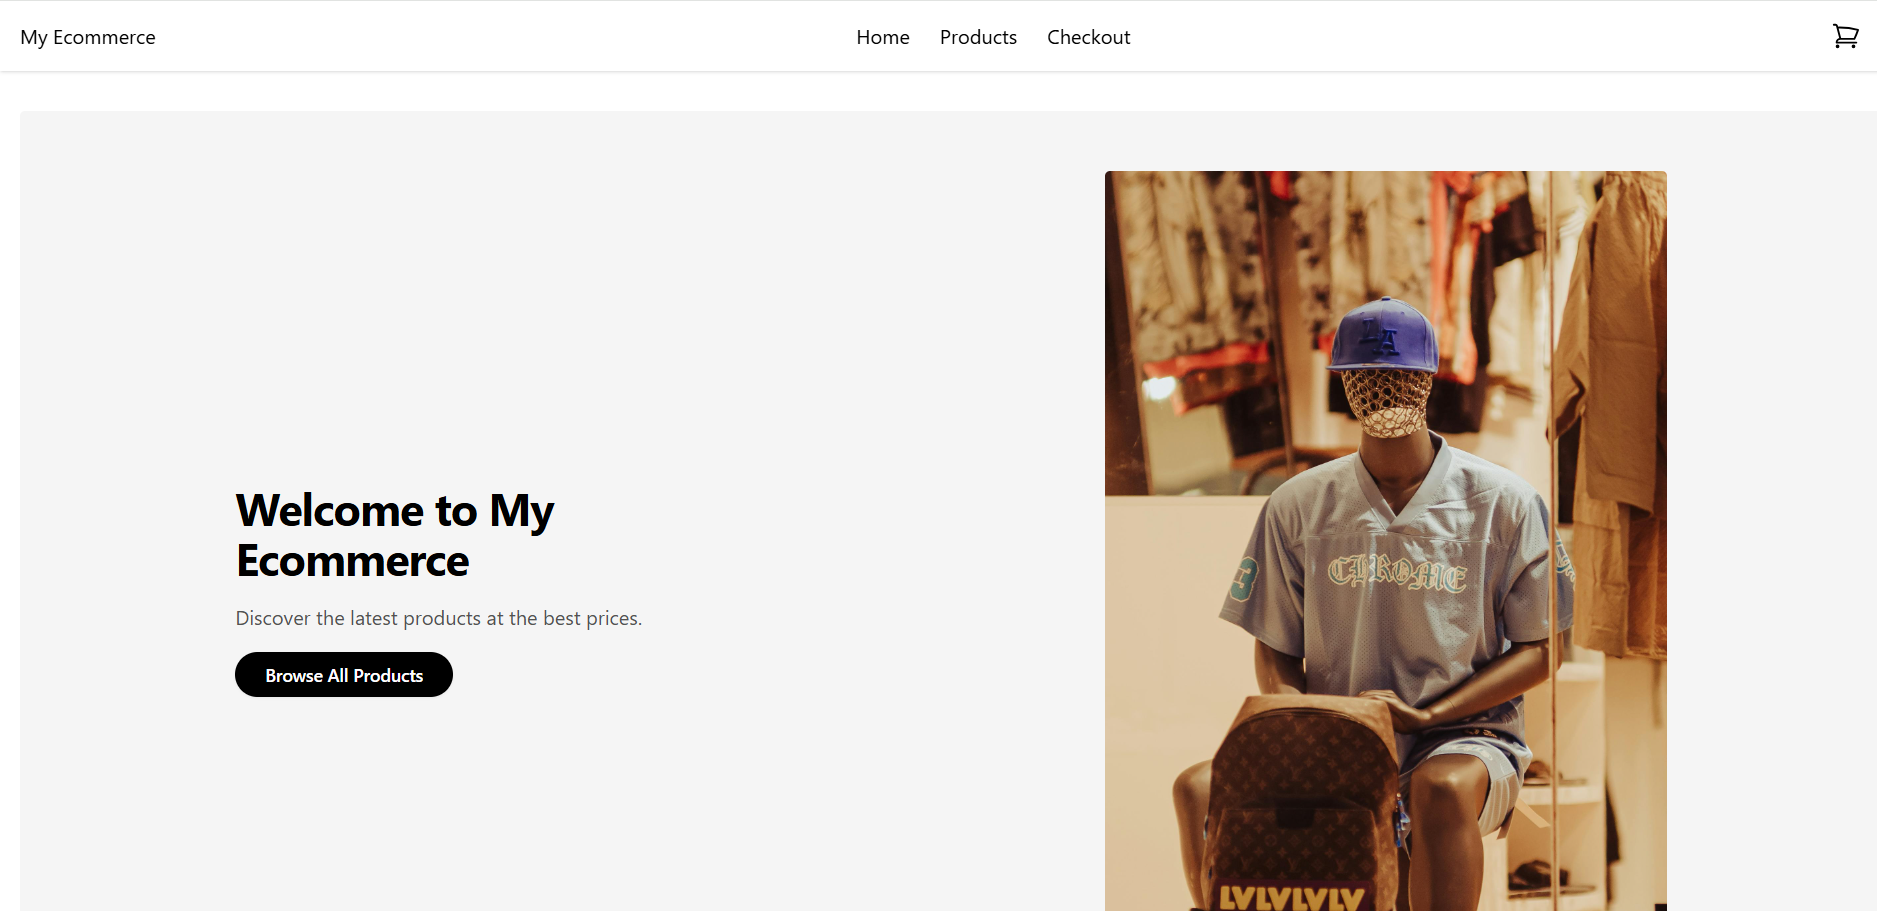 My Ecommerce
Home Products Checkout
Welcome to My
Ecommerce
Discover the latest products at the best prices.
Browse All Products
LA
CHROME
3
LVLVLVLV